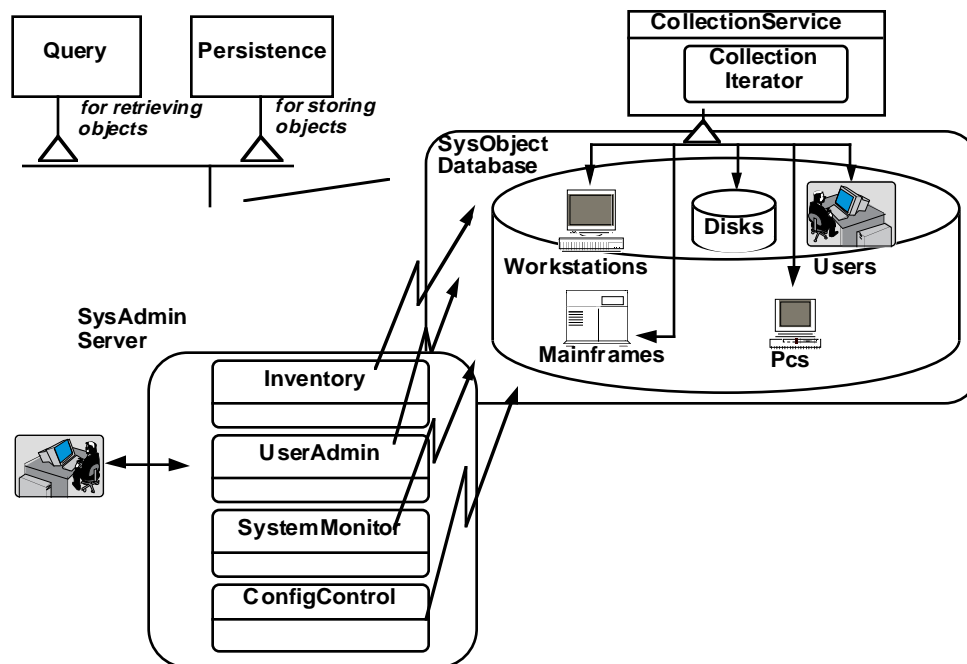 Query
Persistence
for retrieving
objects
for storing
objects
CollectionService
Collection
Iterator
SysObject
Database
Workstations
Disks
Users
Mainframes
Pcs
SysAdmin
Server
Inventory
UserAdmin
SystemMonitor
ConfigControl